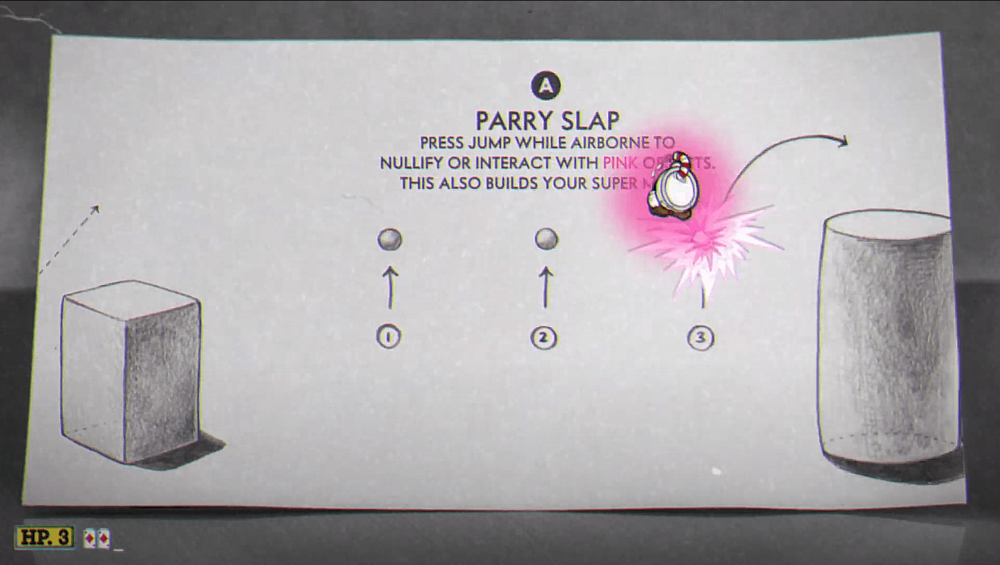 A
PARRY SLAP
PRESS JUMP WHILE AIRBORNE TO
NULLIFY OR INTERACT WITH PINK
THIS ALSO BUILDS YOUR SUPER
1
2
3
HP. 3